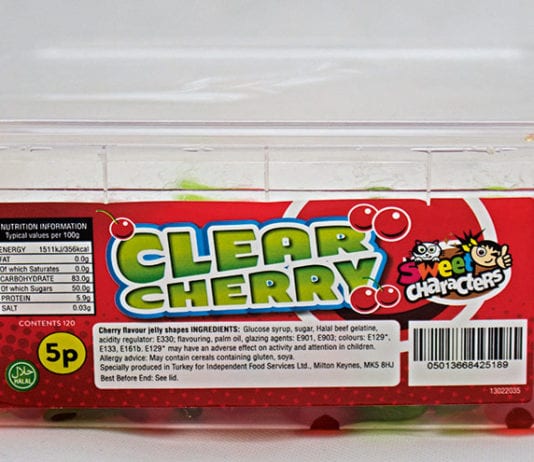 NUTRITION INFORMATION
Typical values per 100g
ENERGY 1511kJ/356kcal
FAT 0.0g
Of which Saturates 0.0g
CARBOHYDRATE 83.0g
Of which Sugars 50.0g
PROTEIN 5.9g
SALT 0.03g
CONTENTS 120
5p
HALAL
CLEAR
CHERRY
Sweet
characters
Cherry flavour jelly shapes INGREDIENTS: Glucose syrup, sugar, Halal beef gelatine,
acidity regulator: E330; flavouring, palm oil, glazing agents: E901, E903; colours: E129*,
E133, E161b. E129* may have an adverse effect on activity and attention in children.
Allergy advice: May contain cereals containing gluten, soya.
Specially produced in Turkey for Independent Food Services Ltd., Milton Keynes, MK5 8HJ
Best Before End: See lid.
05013668425189
13022035